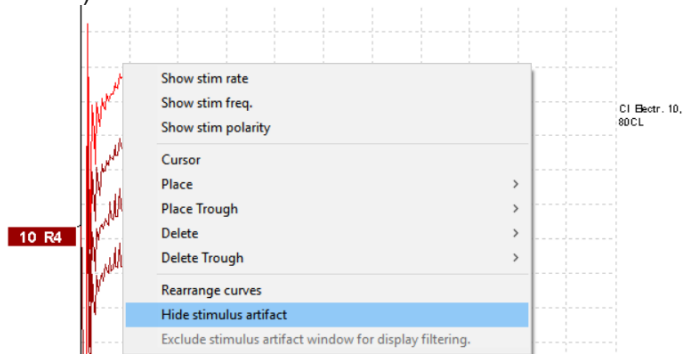 Show stim rate
Show stim freq.
Show stim polarity
CI Electr. 10,
80CL
Cursor
Place
Place Trough
Delete
Delete Trough
10 R4
Rearrange curves
Hide stimulus artifact
Exclude stimulus artifact window for display filtering.